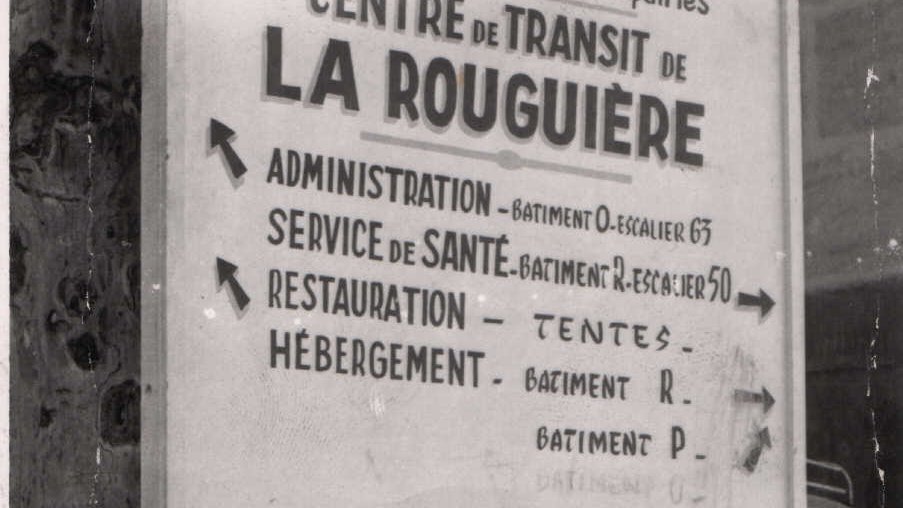 CENTRE DE TRANSIT DE
LA ROUGUIÈRE
ADMINISTRATION - BATIMENT O - ESCALIER 63
SERVICE DE SANTÉ - BATIMENT R - ESCALIER 50
RESTAURATION - TENTES -
HÉBERGEMENT - BATIMENT R -
BATIMENT P -